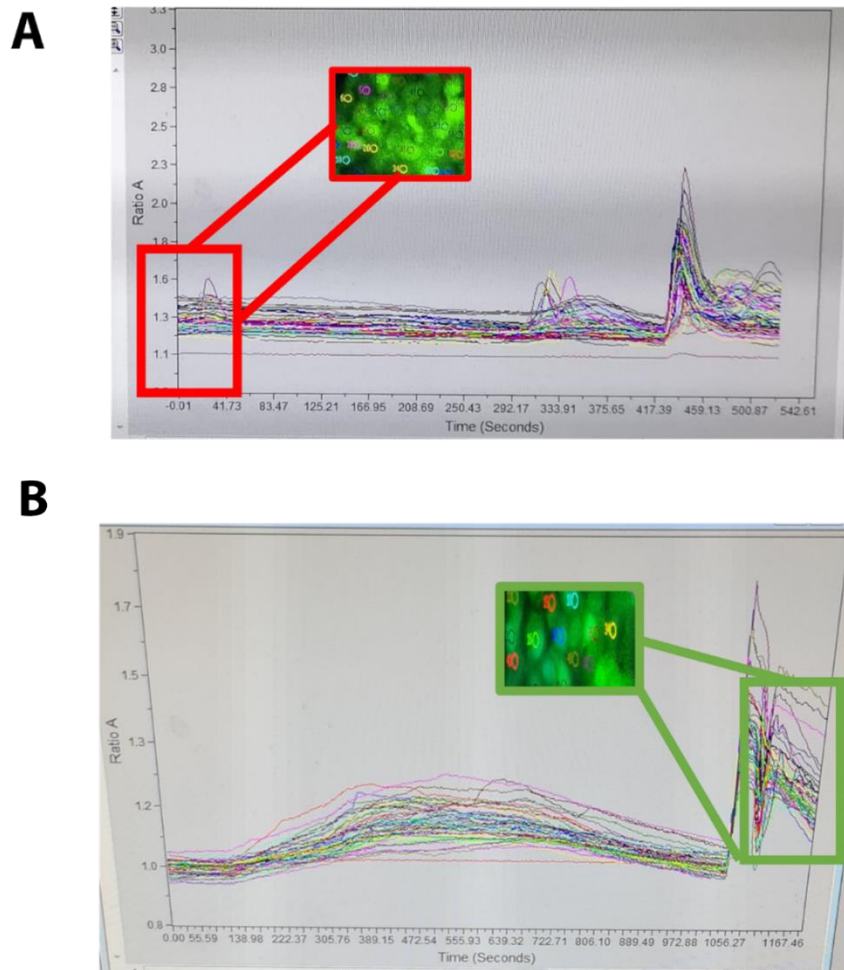 A
3.3
3.0
2.8
2.5
2.3
2.0
1.8
1.6
1.3
1.1
Ratio A
-0.01 41.73 83.47 125.21 166.95 208.69 250.43 292.17 333.91 375.65 417.39 459.13 500.87 542.61
Time (Seconds)
B
1.9
1.7
1.5
1.3
1.2
1.0
0.8
Ratio A
0.00 55.59 138.98 222.37 305.76 389.15 472.54 555.93 639.32 722.71 806.10 889.49 972.88 1056.27 1167.46
Time (Seconds)